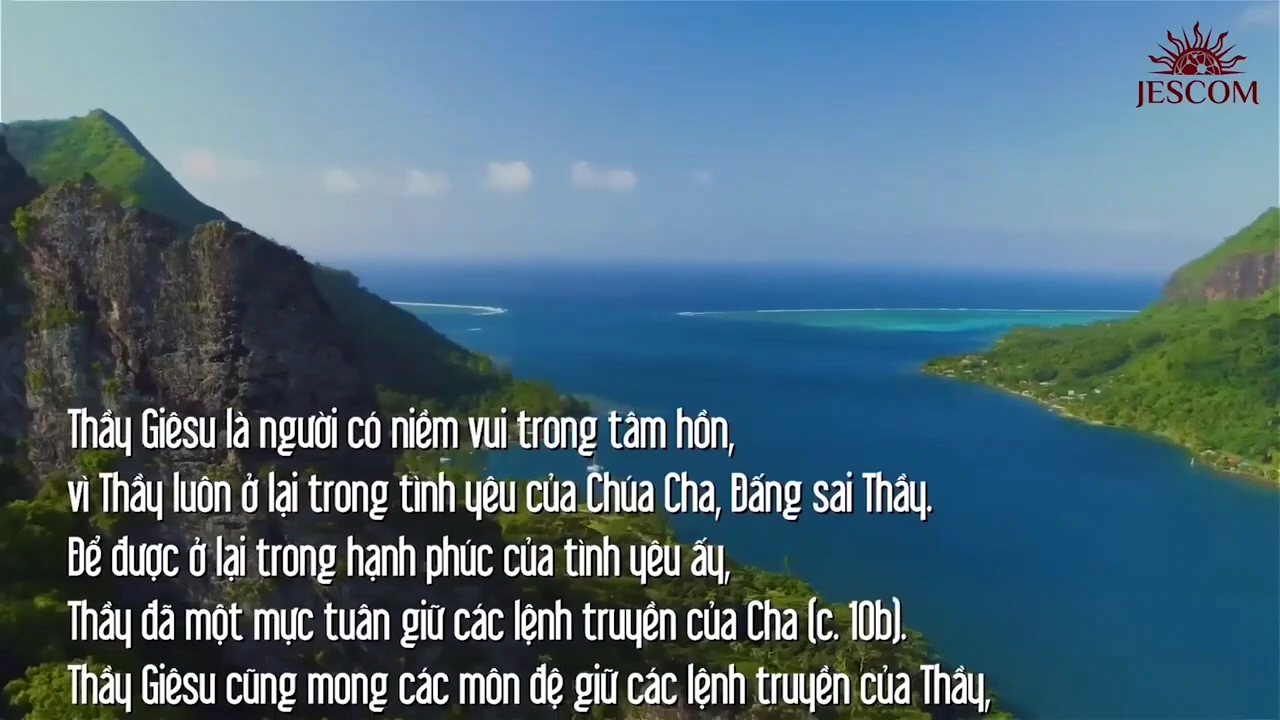 JESCOM
Thầy Giêsu là người có niềm vui trong tâm hồn,
vì Thầy luôn ở lại trong tình yêu của Chúa Cha, Đấng sai Thầy.
Để được ở lại trong hạnh phúc của tình yêu ấy,
Thầy đã một mực tuân giữ các lệnh truyền của Cha (c. 10b).
Thầy Giêsu cũng mong các môn đệ giữ các lệnh truyền của Thầy,